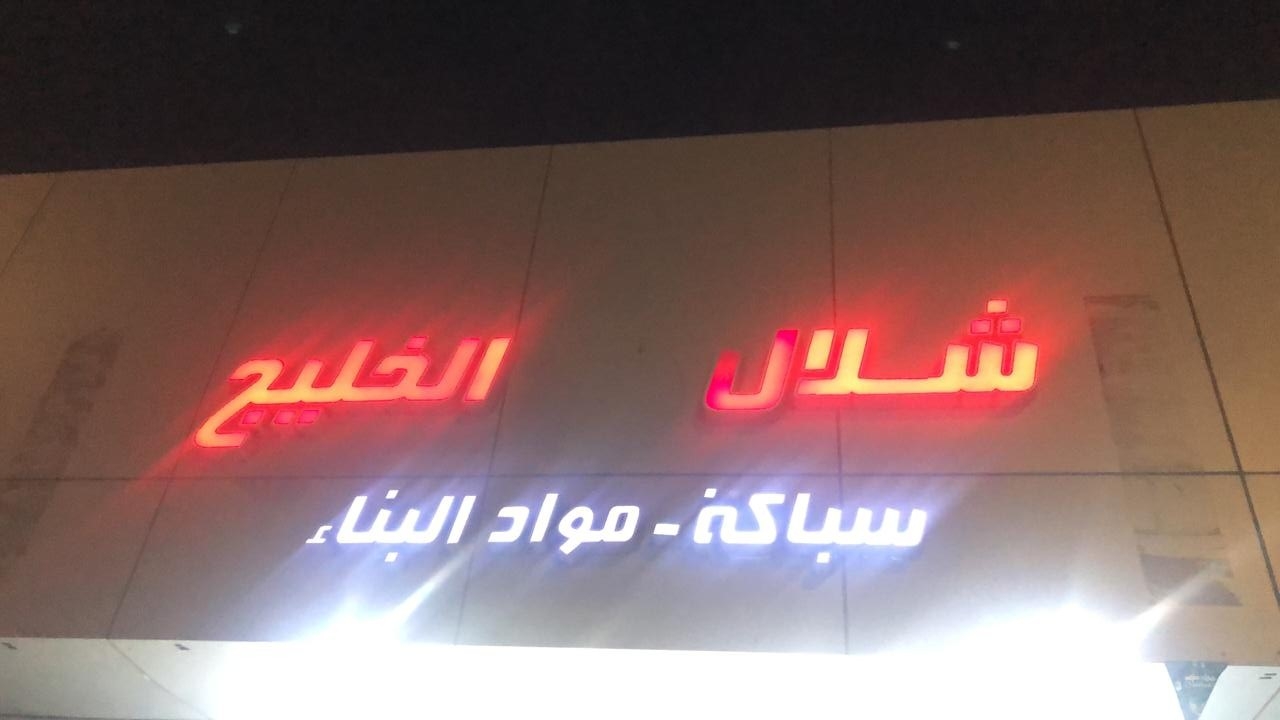 شلال الخليج
سباكة - مواد البناء